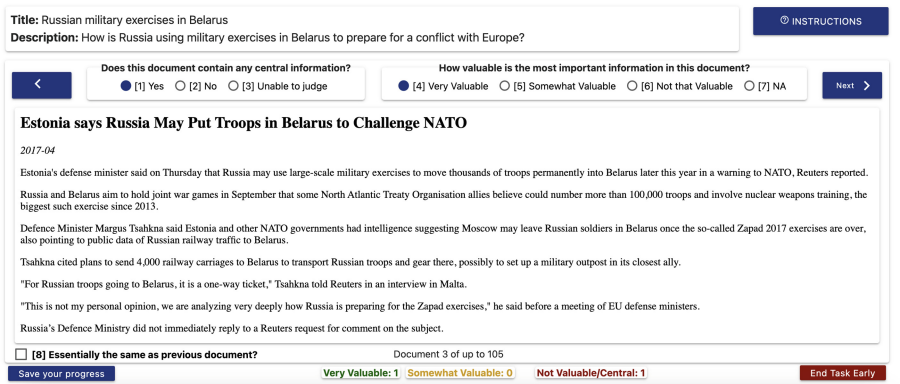 Title: Russian military exercises in Belarus
Description: How is Russia using military exercises in Belarus to prepare for a conflict with Europe?
INSTRUCTIONS
Does this document contain any central information?
[1] Yes [2] No [3] Unable to judge
How valuable is the most important information in this document?
[4] Very Valuable [5] Somewhat Valuable [6] Not that Valuable [7] NA
Next
Estonia says Russia May Put Troops in Belarus to Challenge NATO
2017-04
Estonia's defense minister said on Thursday that Russia may use large-scale military exercises to move thousands of troops permanently into Belarus later this year in a warning to NATO, Reuters reported.
Russia and Belarus aim to hold joint war games in September that some North Atlantic Treaty Organisation allies believe could number more than 100,000 troops and involve nuclear weapons training, the
biggest such exercise since 2013.
Defence Minister Margus Tsahkna said Estonia and other NATO governments had intelligence suggesting Moscow may leave Russian soldiers in Belarus once the so-called Zapad 2017 exercises are over,
also pointing to public data of Russian railway traffic to Belarus.
Tsahkna cited plans to send 4,000 railway carriages to Belarus to transport Russian troops and gear there, possibly to set up a military outpost in its closest ally.
"For Russian troops going to Belarus, it is a one-way ticket," Tsahkna told Reuters in an interview in Malta.
"This is not my personal opinion, we are analyzing very deeply how Russia is preparing for the Zapad exercises," he said before a meeting of EU defense ministers.
Russia's Defence Ministry did not immediately reply to a Reuters request for comment on the subject.
[8] Essentially the same as previous document?
Document 3 of up to 105
Save your progress
Very Valuable: 1 Somewhat Valuable: 0 Not Valuable/Central: 1
End Task Early